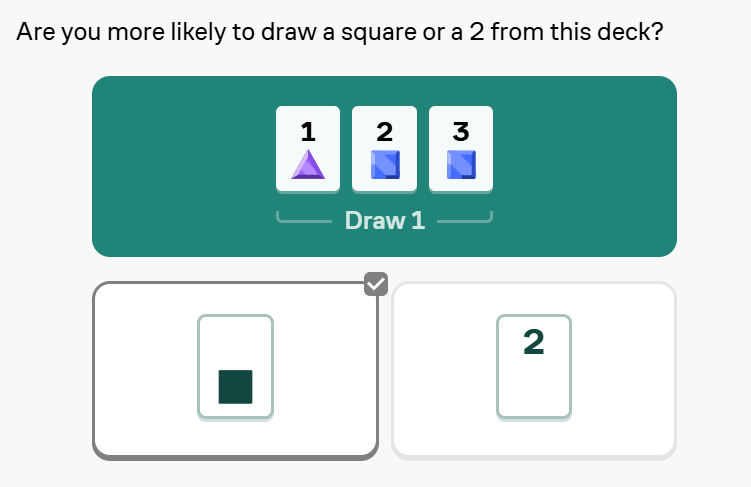 Are you more likely to draw a square or a 2 from this deck?
1 2 3
Draw 1
2